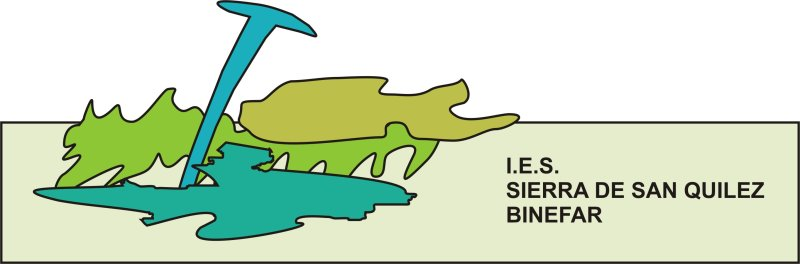 I.E.S.
SIERRA DE SAN QUILEZ
BINEFAR